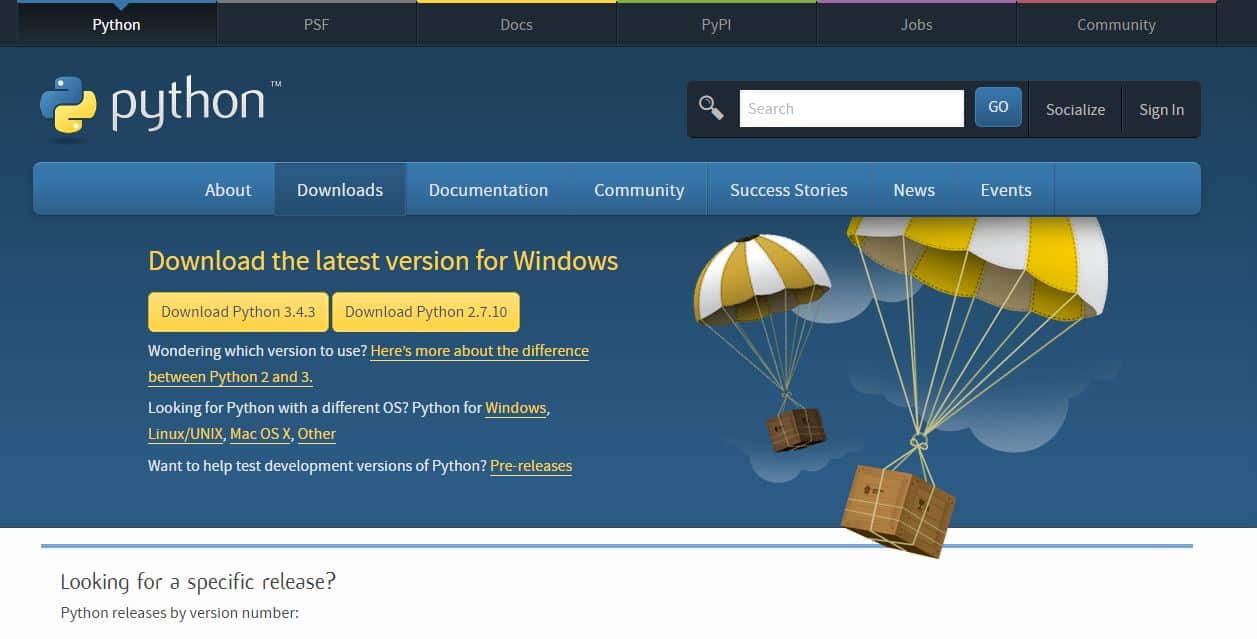 Python PSF Docs PyPI Jobs Community
python™
Search GO Socialize Sign In
About Downloads Documentation Community Success Stories News Events
Download the latest version for Windows
Download Python 3.4.3 Download Python 2.7.10
Wondering which version to use? Here's more about the difference
between Python 2 and 3.
Looking for Python with a different OS? Python for Windows,
Linux/UNIX, Mac OS X, Other
Want to help test development versions of Python? Pre-releases
Looking for a specific release?
Python releases by version number: